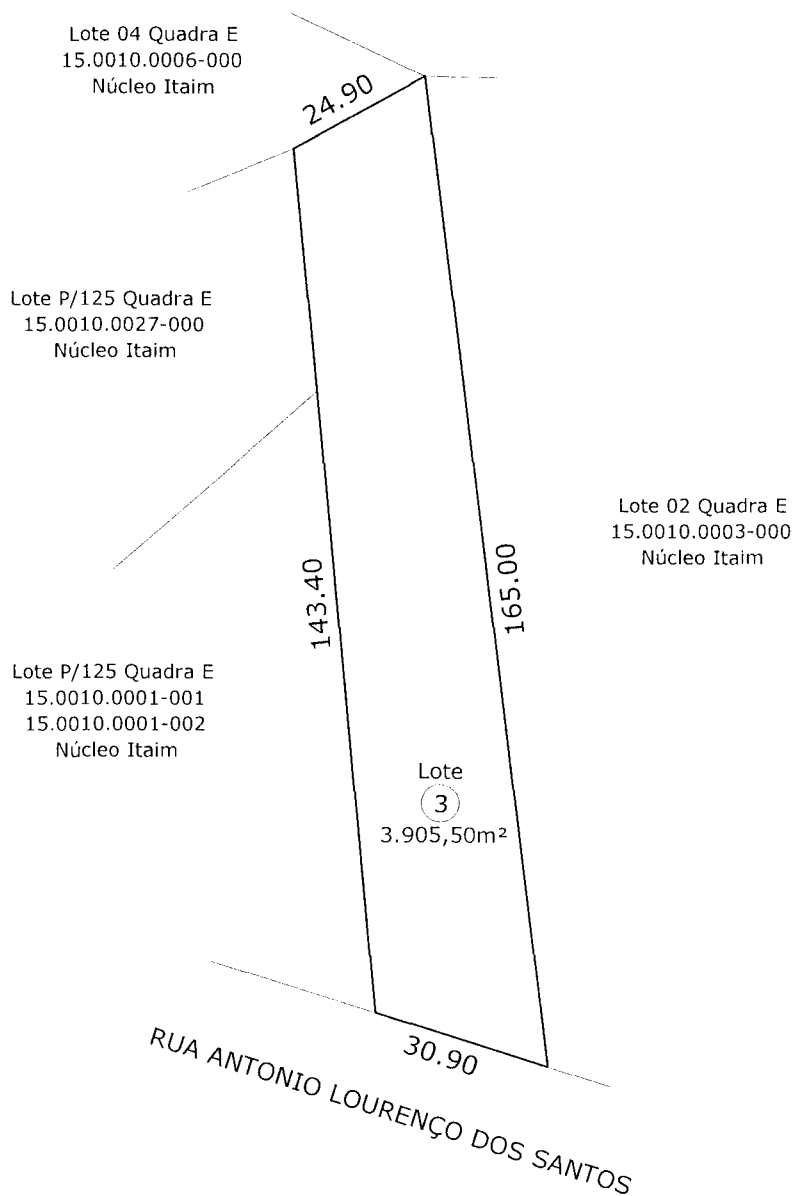 Lote 04 Quadra E
15.0010.0006-000
Núcleo Itaim
24.90
Lote P/125 Quadra E
15.0010.0027-000
Núcleo Itaim
Lote 02 Quadra E
15.0010.0003-000
Núcleo Itaim
143.40
165.00
Lote P/125 Quadra E
15.0010.0001-001
15.0010.0001-002
Núcleo Itaim
Lote
3
3.905,50m²
30.90
RUA ANTONIO LOURENÇO DOS SANTOS